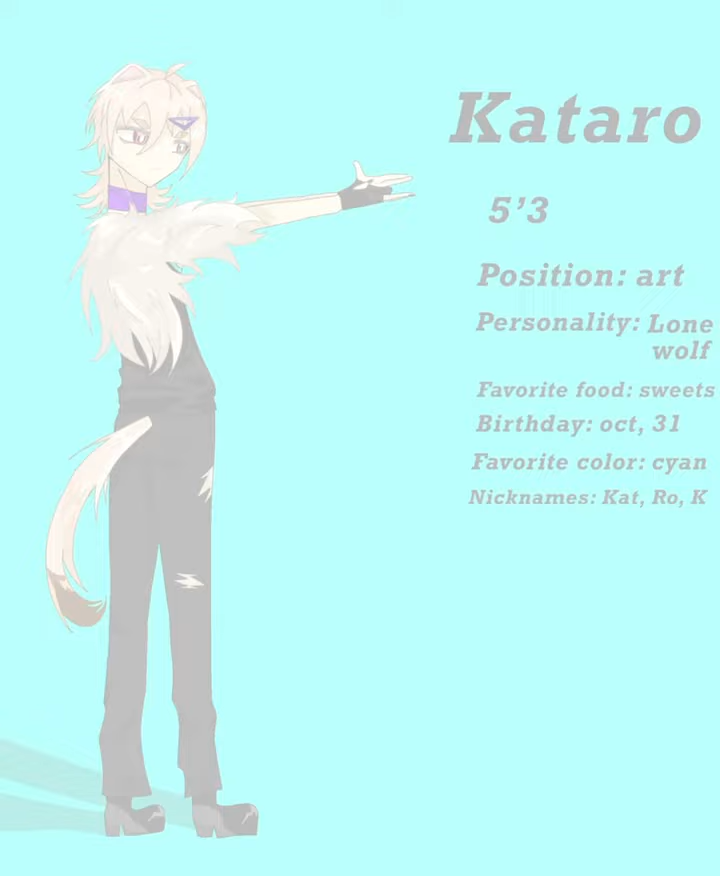 Kataro
5'3
Position: art
Personality: Lone
wolf
Favorite food: sweets
Birthday: oct, 31
Favorite color: cyan
Nicknames: Kat, Ro, K